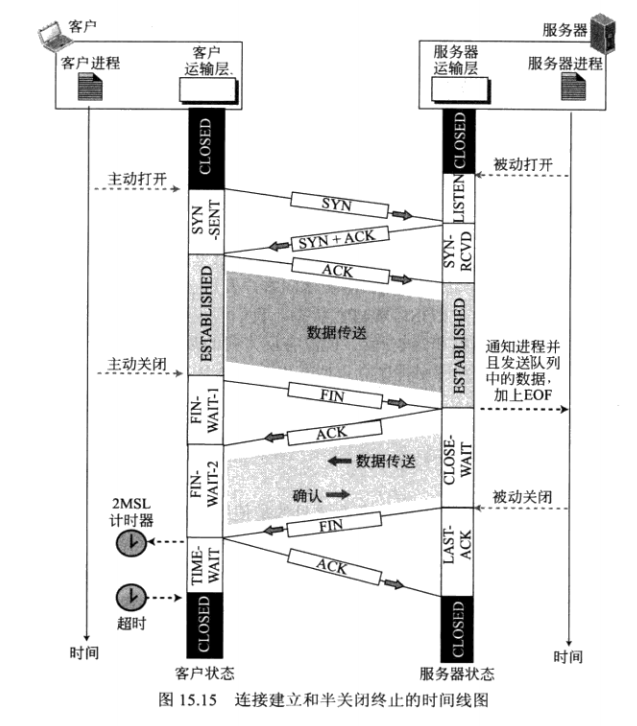 客户
服务器
客户进程
客户
运输层.
服务器
运输层
服务器进程
CLOSED
CLOSED
被动打开
主动打开
LISTEN
SYN
SYN
-SENT
SYN + ACK
SYN-
RCVD
ACK
ESTABLISHED
数据传送
ESTABLISHED
通知进程并
且发送队列
中的数据，
加上EOF
主动关闭
FIN
FIN-
WAIT-1
ACK
数据传送
CLOSE-
WAIT
FIN-
WAIT-2
确认
被动关闭
2MSL
计时器
FIN
LAST-
ACK
TIME-
WAIT
ACK
超时
CLOSED
CLOSED
时间
客户状态
服务器状态
时间
图 15.15 连接建立和半关闭终止的时间线图